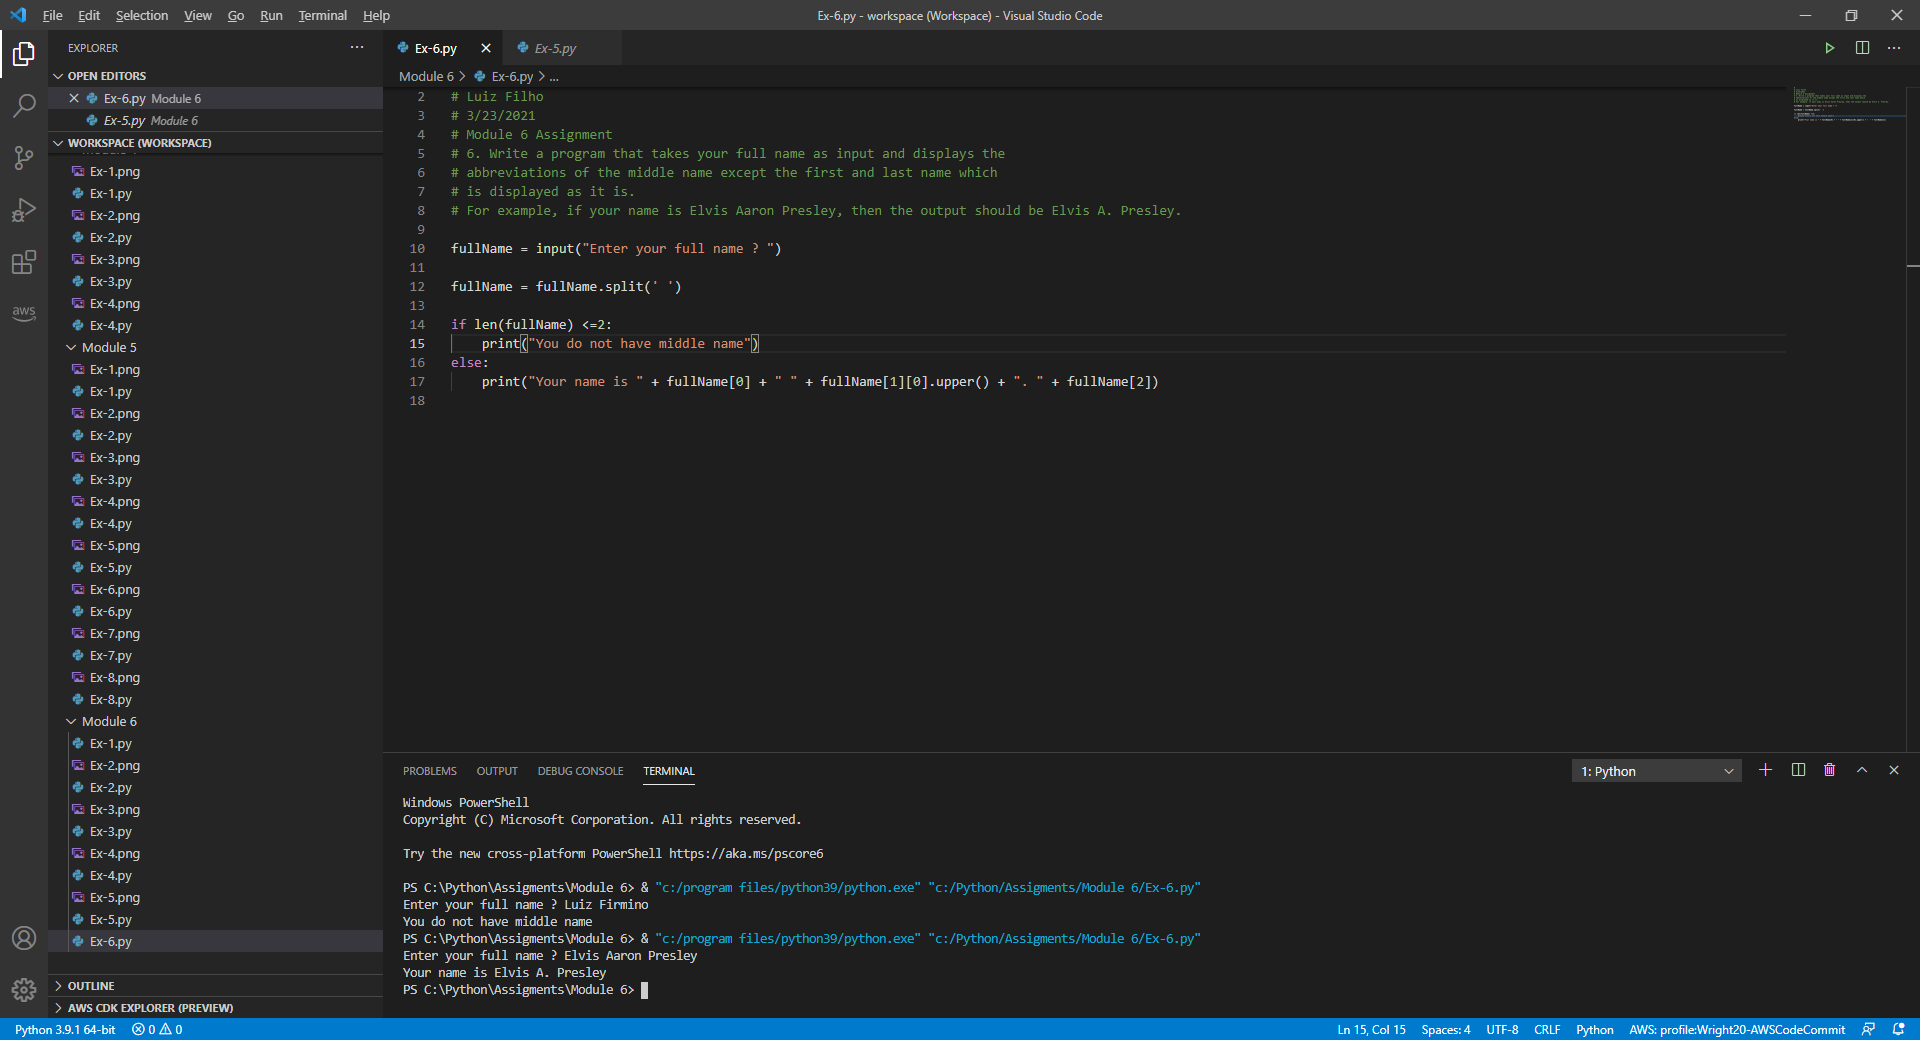 File Edit Selection View Go Run Terminal Help
Ex-6.py - workspace (Workspace) - Visual Studio Code
EXPLORER
OPEN EDITORS
Ex-6.py Module 6
Ex-5.py Module 6
WORKSPACE (WORKSPACE)
Ex-1.png
Ex-1.py
Ex-2.png
Ex-2.py
Ex-3.png
Ex-3.py
Ex-4.png
Ex-4.py
Module 5
Ex-1.png
Ex-1.py
Ex-2.png
Ex-2.py
Ex-3.png
Ex-3.py
Ex-4.png
Ex-4.py
Ex-5.png
Ex-5.py
Ex-6.png
Ex-6.py
Ex-7.png
Ex-7.py
Ex-8.png
Ex-8.py
Module 6
Ex-1.py
Ex-2.png
Ex-2.py
Ex-3.png
Ex-3.py
Ex-4.png
Ex-4.py
Ex-5.png
Ex-5.py
Ex-6.py
OUTLINE
AWS CDK EXPLORER (PREVIEW)
aws
Ex-6.py
Ex-5.py
Module 6 > Ex-6.py > ...
2 # Luiz Filho
3 # 3/23/2021
4 # Module 6 Assignment
5 # 6. Write a program that takes your full name as input and displays the
6 # abbreviations of the middle name except the first and last name which
7 # is displayed as it is.
8 # For example, if your name is Elvis Aaron Presley, then the output should be Elvis A. Presley.
9
10 fullName = input("Enter your full name ? ")
11
12 fullName = fullName.split(' ')
13
14 if len(fullName) <=2:
15 print("You do not have middle name")
16 else:
17 print("Your name is " + fullName[0] + " " + fullName[1][0].upper() + ". " + fullName[2])
18
PROBLEMS OUTPUT DEBUG CONSOLE TERMINAL
1: Python
Windows PowerShell
Copyright (C) Microsoft Corporation. All rights reserved.
Try the new cross-platform PowerShell https://aka.ms/pscore6
PS C:\Python\Assigments\Module 6> & "c:/program files/python39/python.exe" "c:/Python/Assigments/Module 6/Ex-6.py"
Enter your full name ? Luiz Firmino
You do not have middle name
PS C:\Python\Assigments\Module 6> & "c:/program files/python39/python.exe" "c:/Python/Assigments/Module 6/Ex-6.py"
Enter your full name ? Elvis Aaron Presley
Your name is Elvis A. Presley
PS C:\Python\Assigments\Module 6>
Python 3.9.1 64-bit 0 0
Ln 15, Col 15 Spaces: 4 UTF-8 CRLF Python AWS: profile:Wright20-AWSCodeCommit